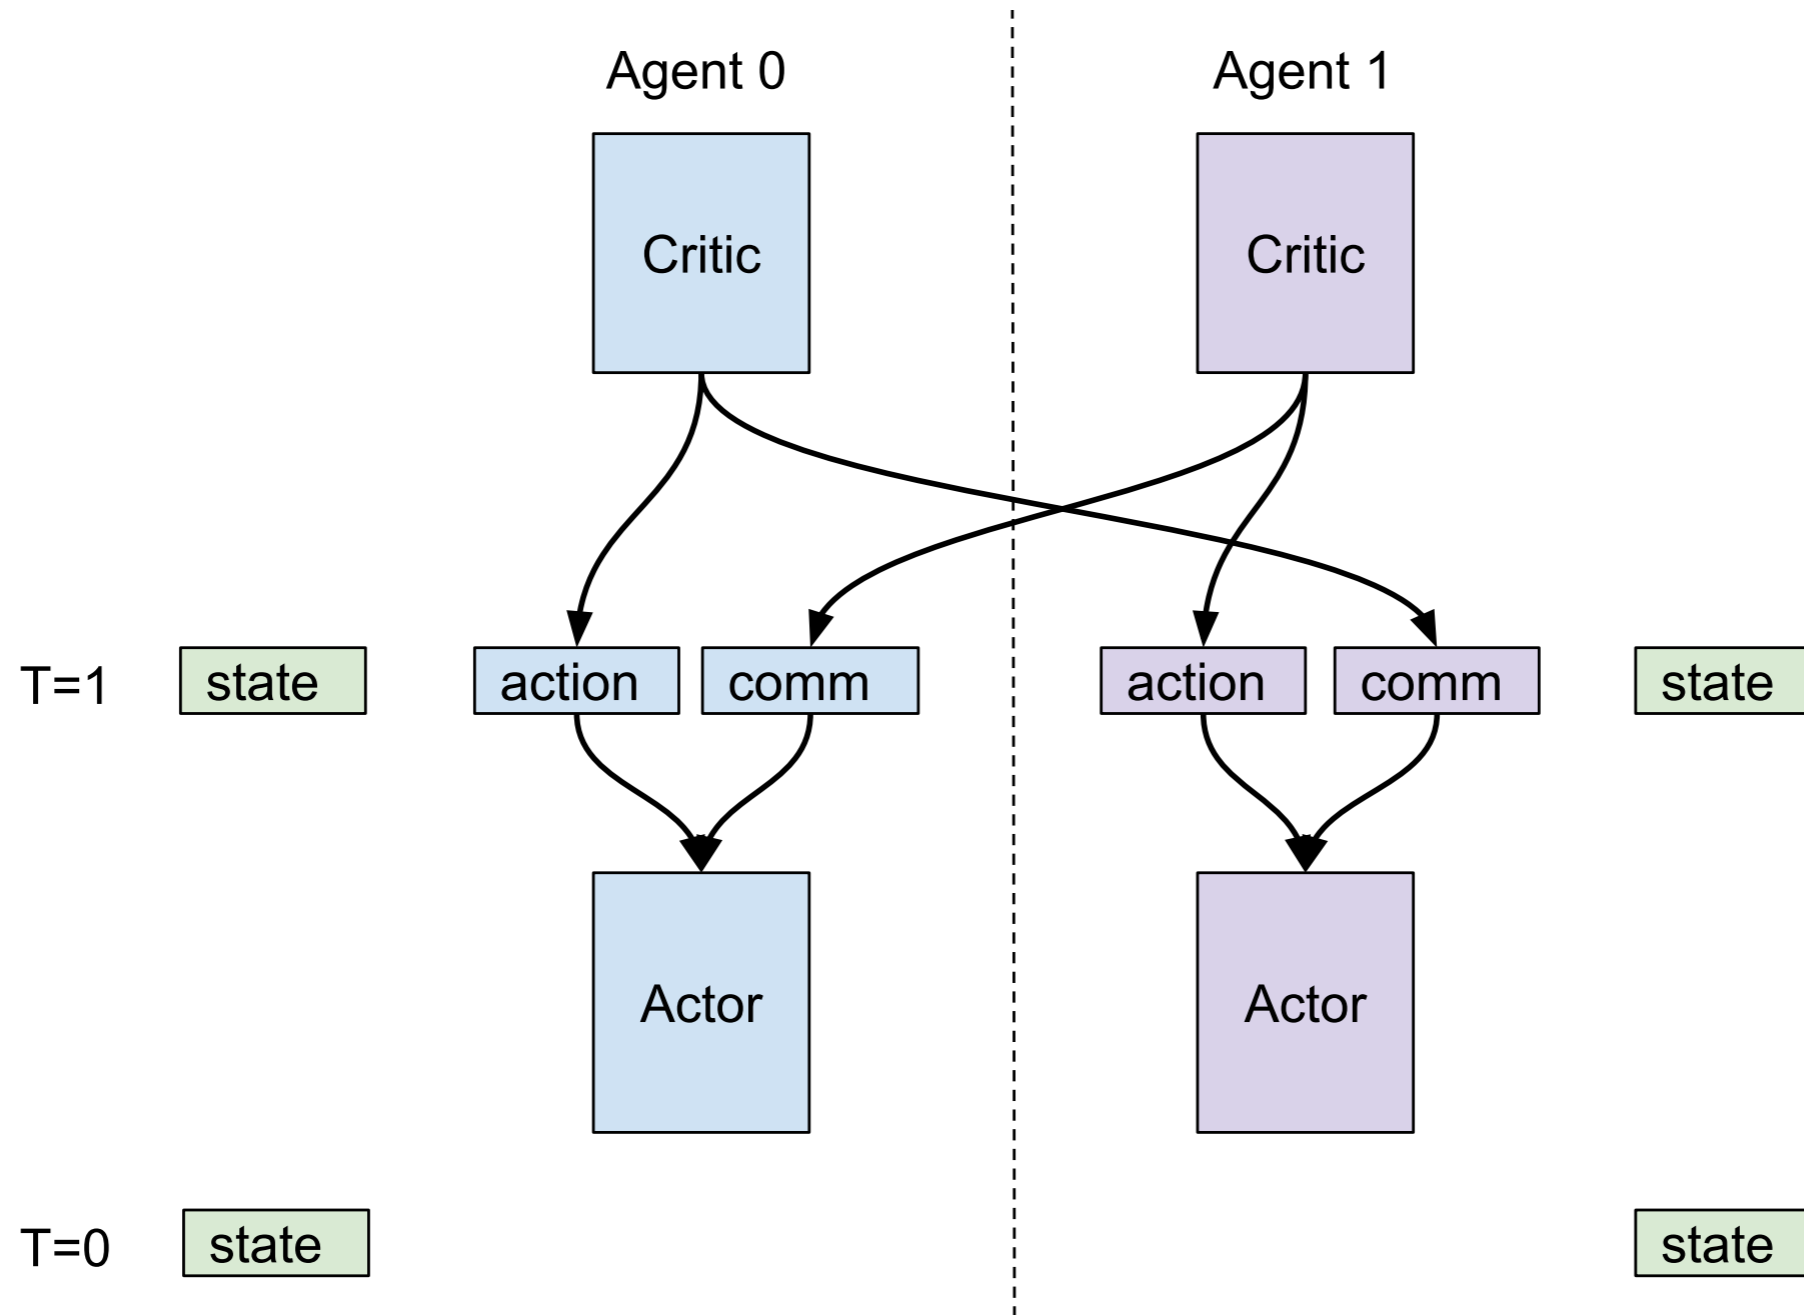 Agent 0
Agent 1
Critic
Critic
T=1
state
action
comm
action
comm
state
Actor
Actor
T=0
state
state